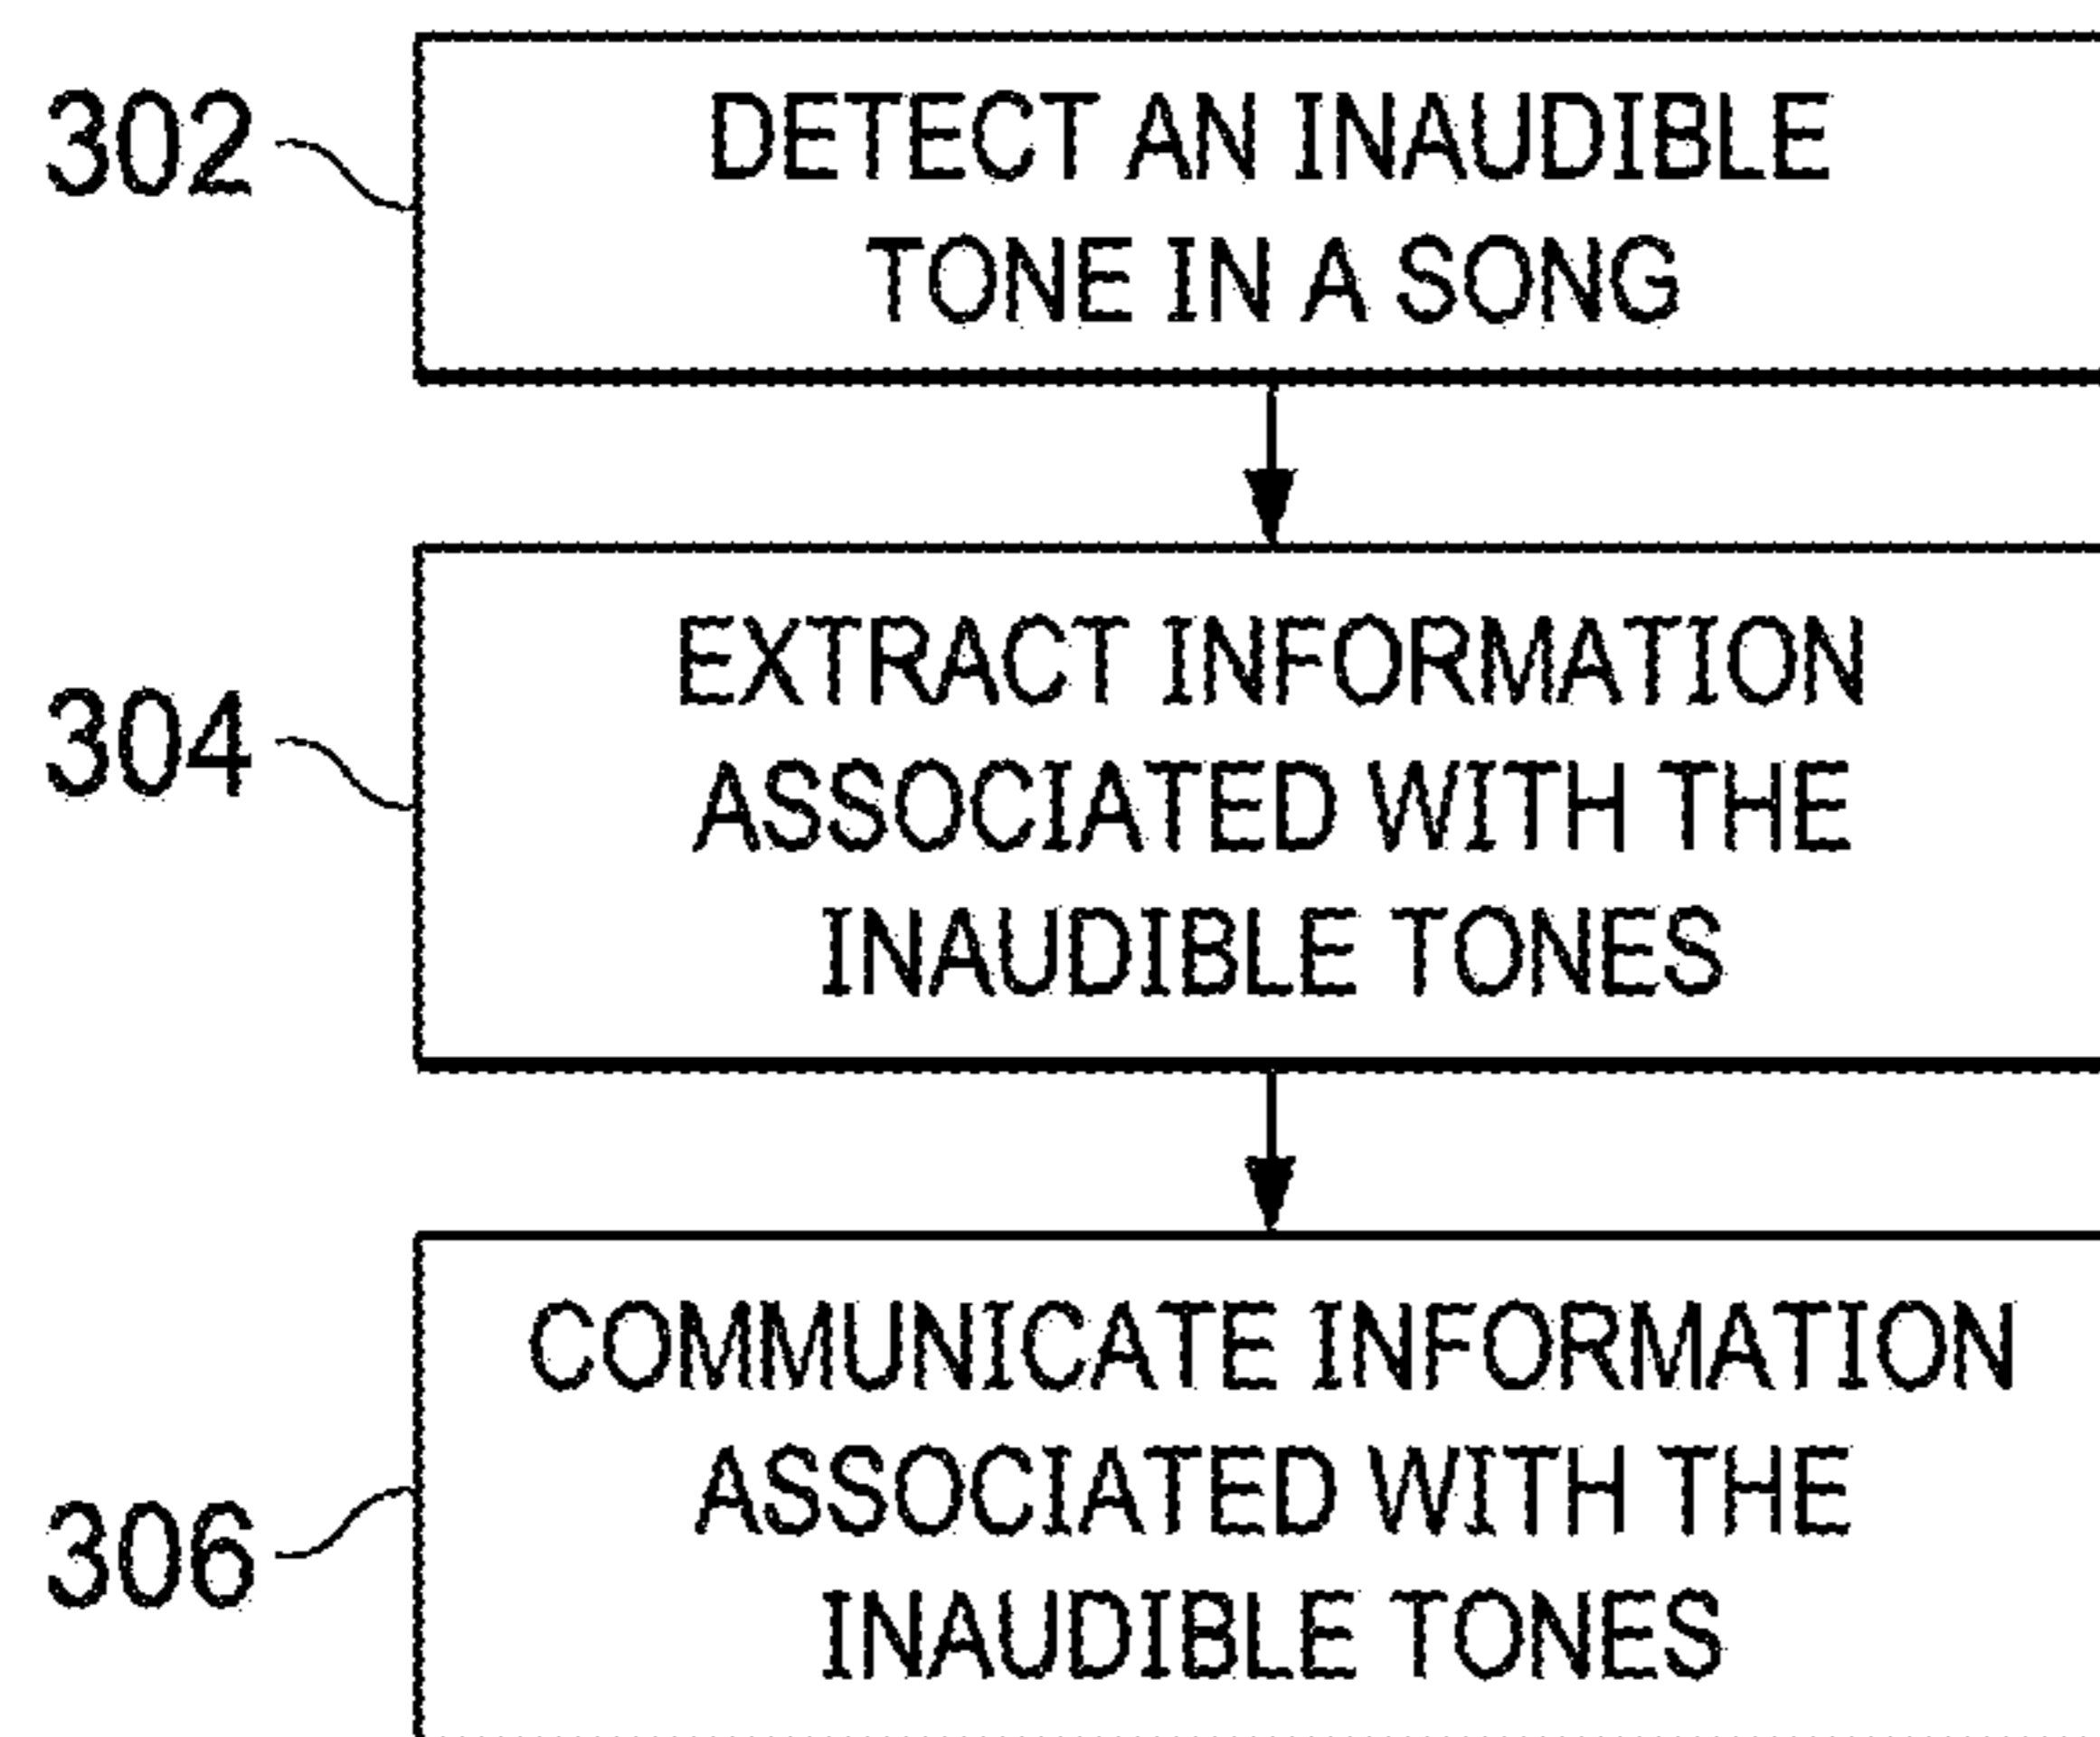 302
DETECT AN INAUDIBLE
TONE IN A SONG
304
EXTRACT INFORMATION
ASSOCIATED WITH THE
INAUDIBLE TONES
306
COMMUNICATE INFORMATION
ASSOCIATED WITH THE
INAUDIBLE TONES